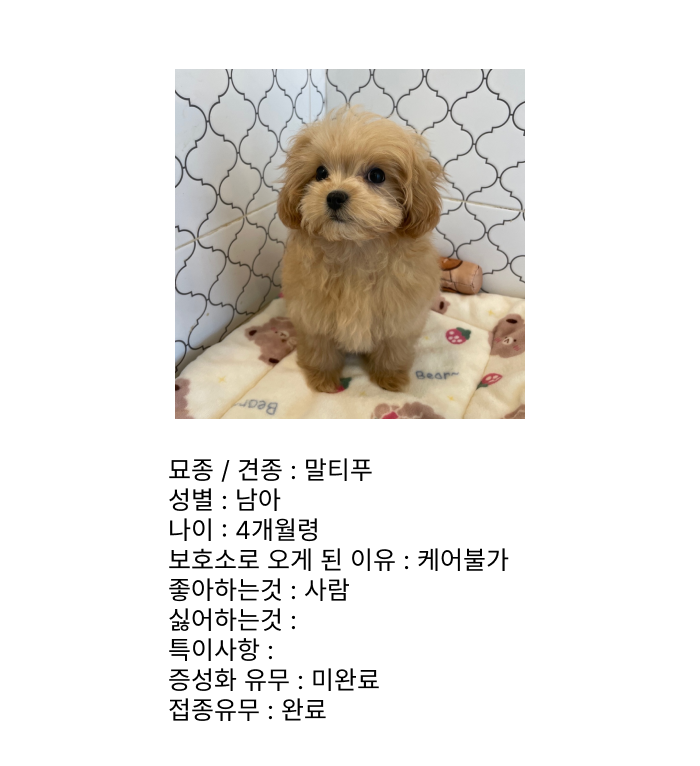 Bear~
Bear
묘종 / 견종 : 말티푸
성별 : 남아
나이 : 4개월령
보호소로 오게 된 이유 : 케어불가
좋아하는것 : 사람
싫어하는것 :
특이사항 :
증성화 유무 : 미완료
접종유무 : 완료